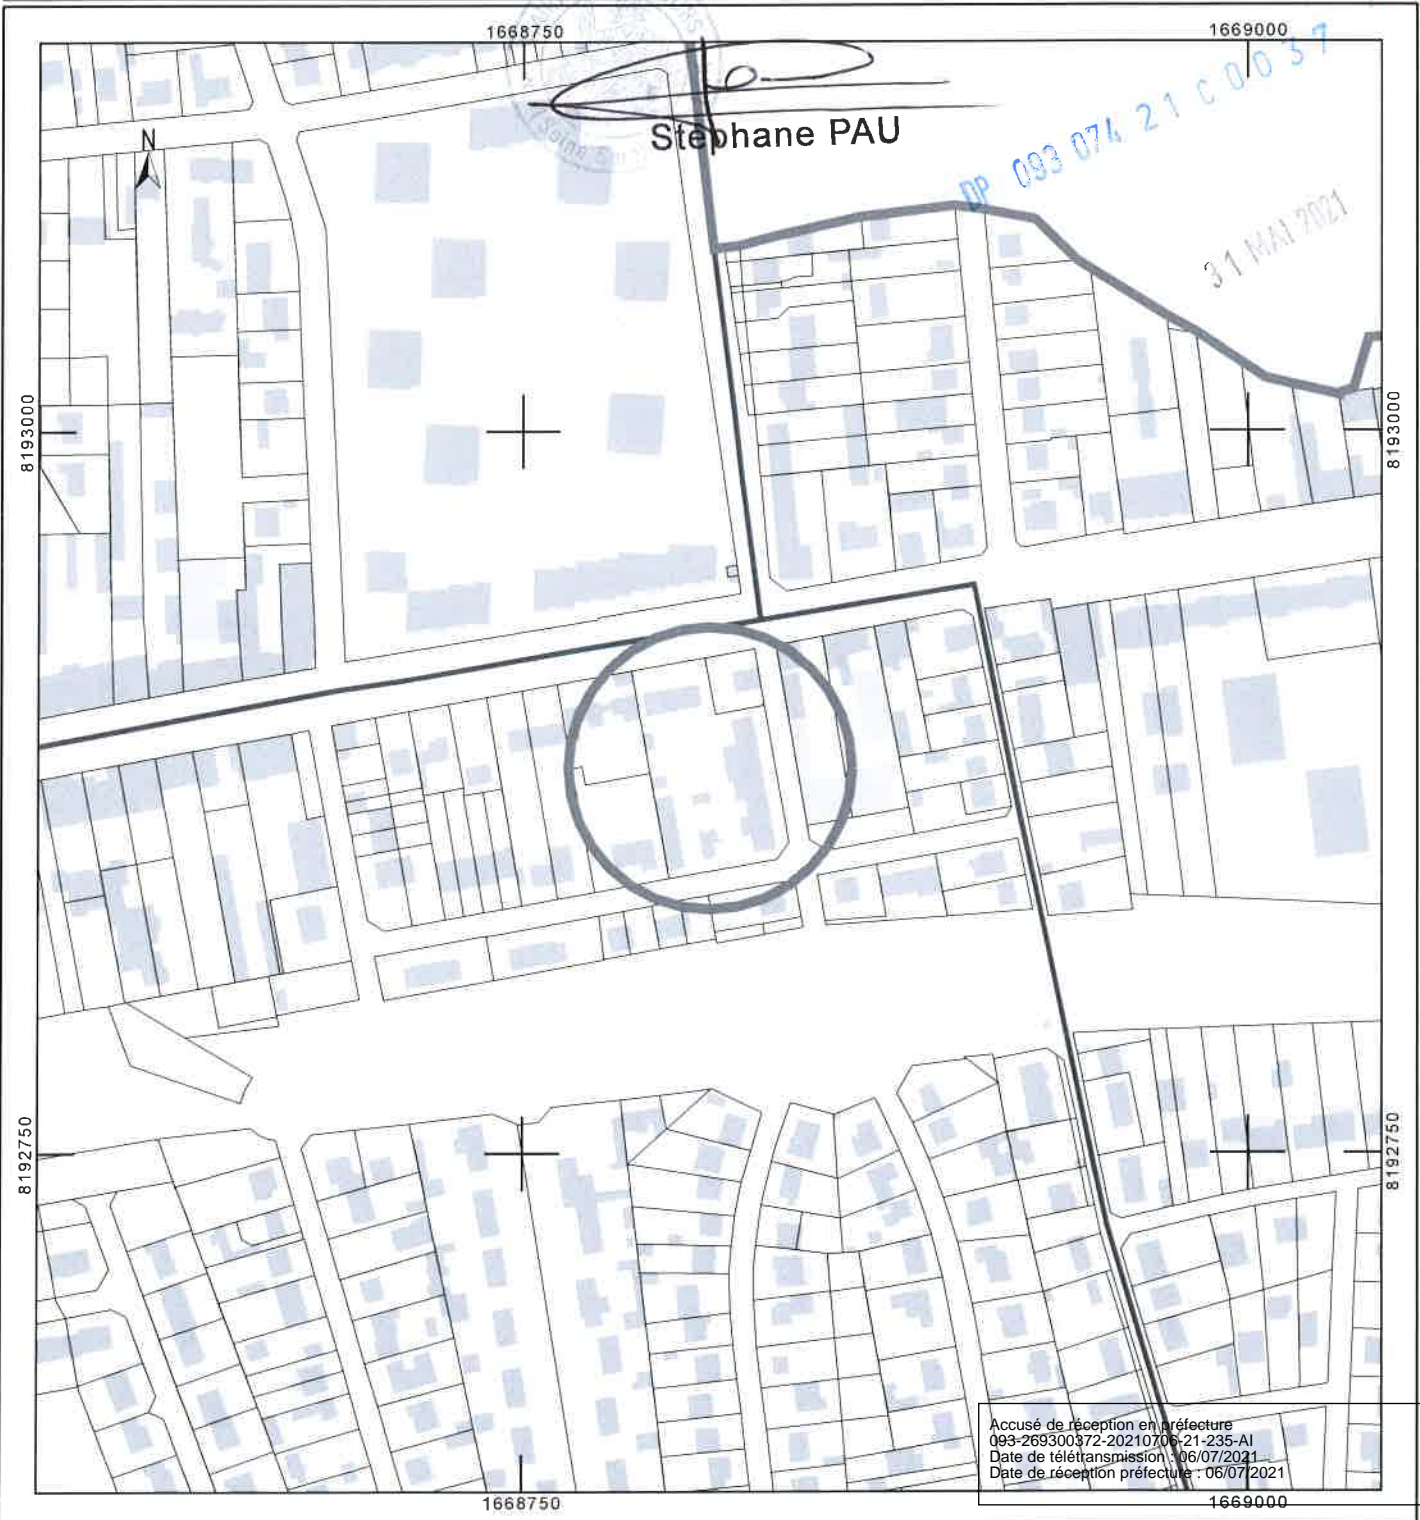 1668750
1669000
DP 093 074 21 C 0037
N
Stéphane PAU
31 MAI 2021
8193000
8193000
8192750
8192750
Accusé de réception en préfecture
093-269300372-20210706-21-235-AI
Date de télétransmission : 06/07/2021
Date de réception préfecture : 06/07/2021
1668750
1669000